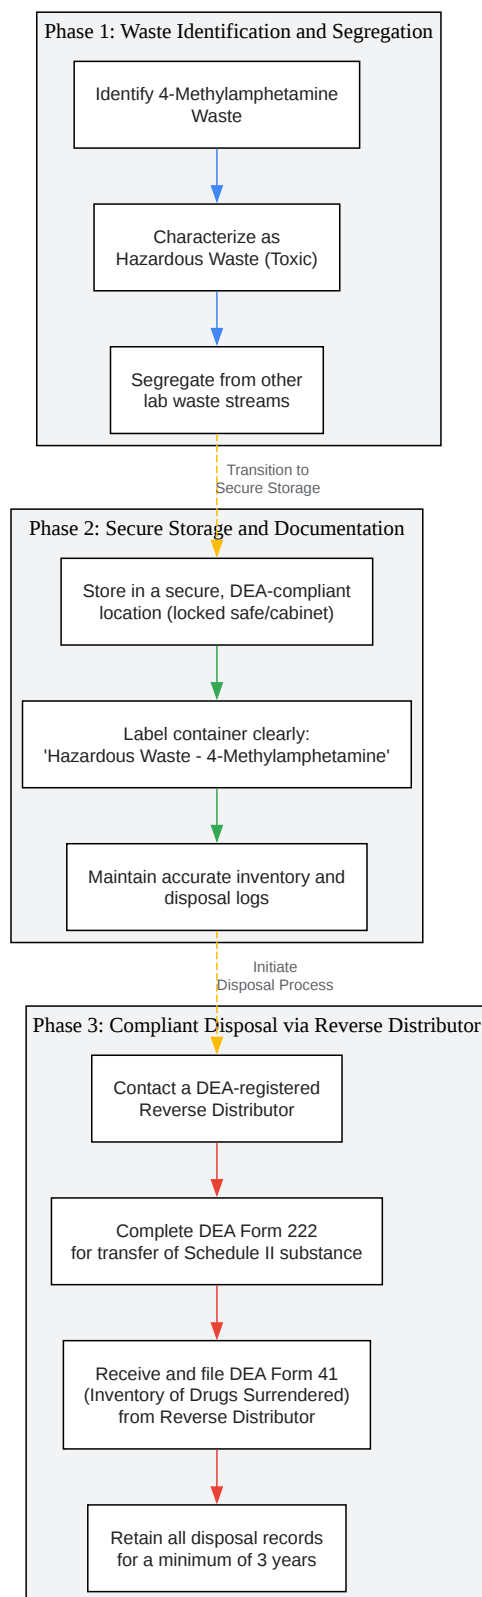 Phase 1: Waste Identification and Segregation
Identify 4-Methylamphetamine
Waste
Characterize as
Hazardous Waste (Toxic)
Segregate from other
lab waste streams
Transition to
Secure Storage
Phase 2: Secure Storage and Documentation
Store in a secure, DEA-compliant
location (locked safe/cabinet)
Label container clearly:
'Hazardous Waste - 4-Methylamphetamine'
Maintain accurate inventory and
disposal logs
Initiate
Disposal Process
Phase 3: Compliant Disposal via Reverse Distributor
Contact a DEA-registered
Reverse Distributor
Complete DEA Form 222
for transfer of Schedule II substance
Receive and file DEA Form 41
(Inventory of Drugs Surrendered)
from Reverse Distributor
Retain all disposal records
for a minimum of 3 years